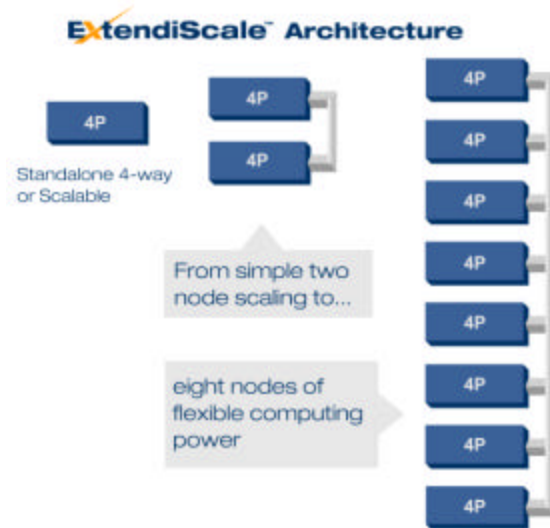 ExtendiScale™ Architecture
4P
Standalone 4-way
or Scalable
4P
4P
From simple two
node scaling to...
eight nodes of
flexible computing
power
4P
4P
4P
4P
4P
4P
4P
4P